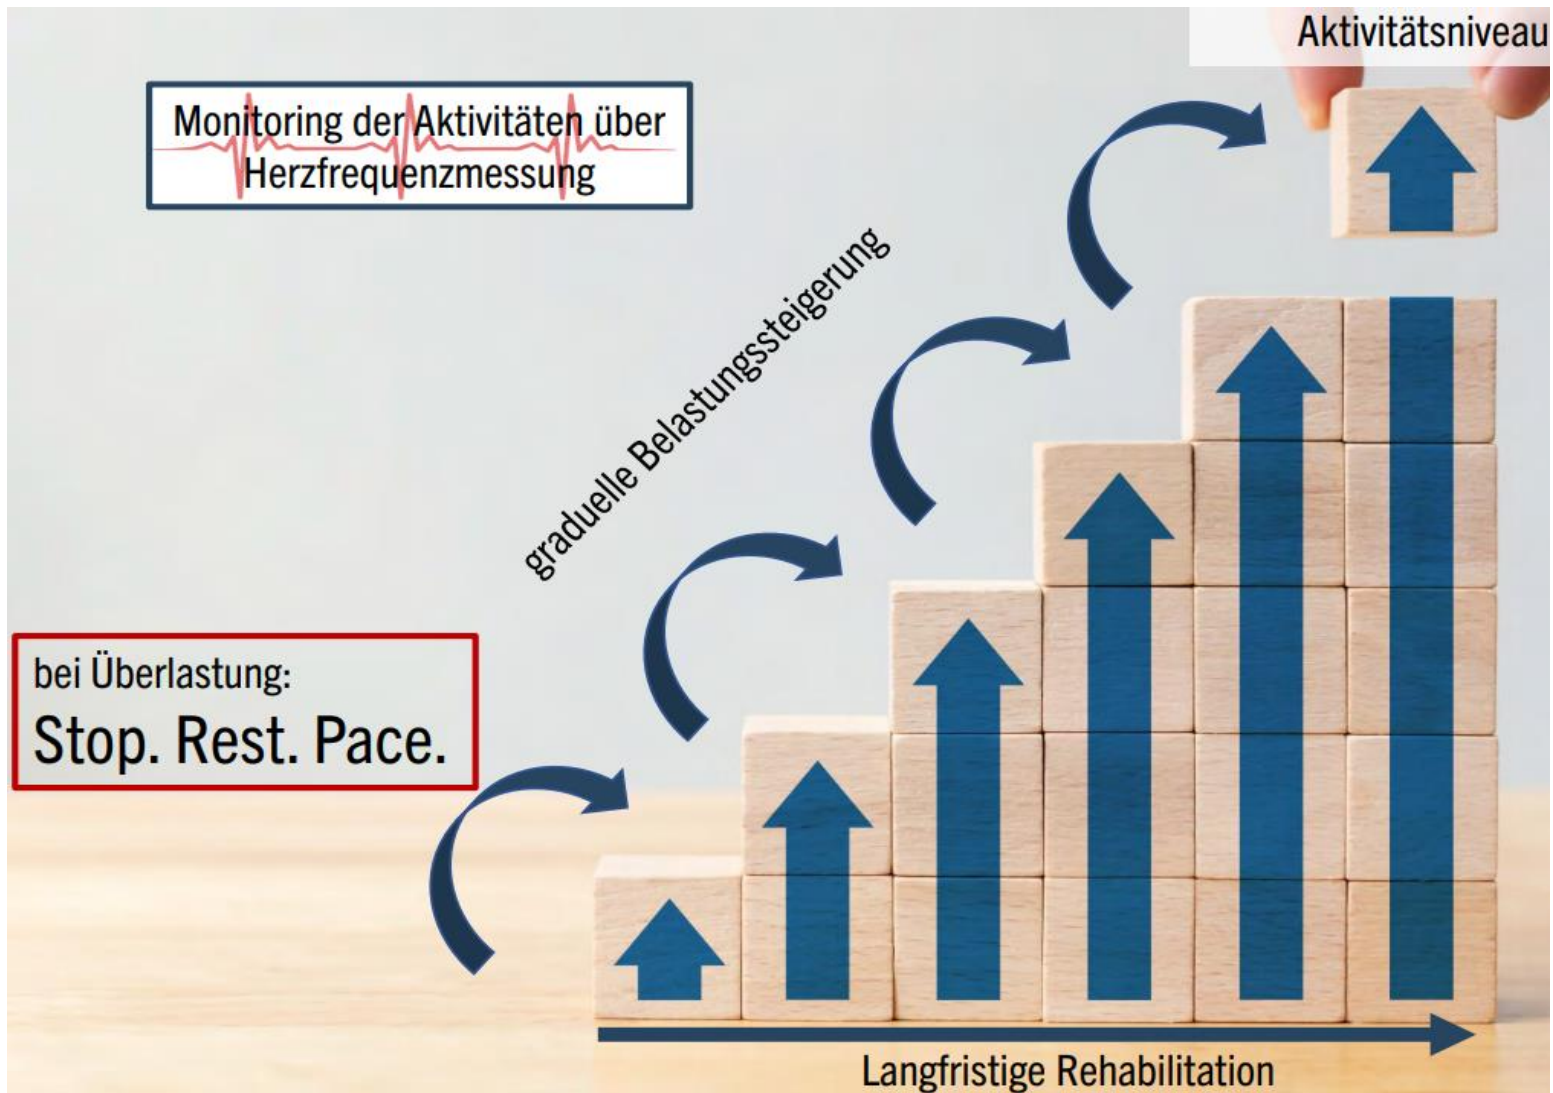 Aktivitätsniveau
Monitoring der Aktivitäten über
Herzfrequenzmessung
graduelle Belastungssteigerung
bei Überlastung:
Stop. Rest. Pace.
Langfristige Rehabilitation